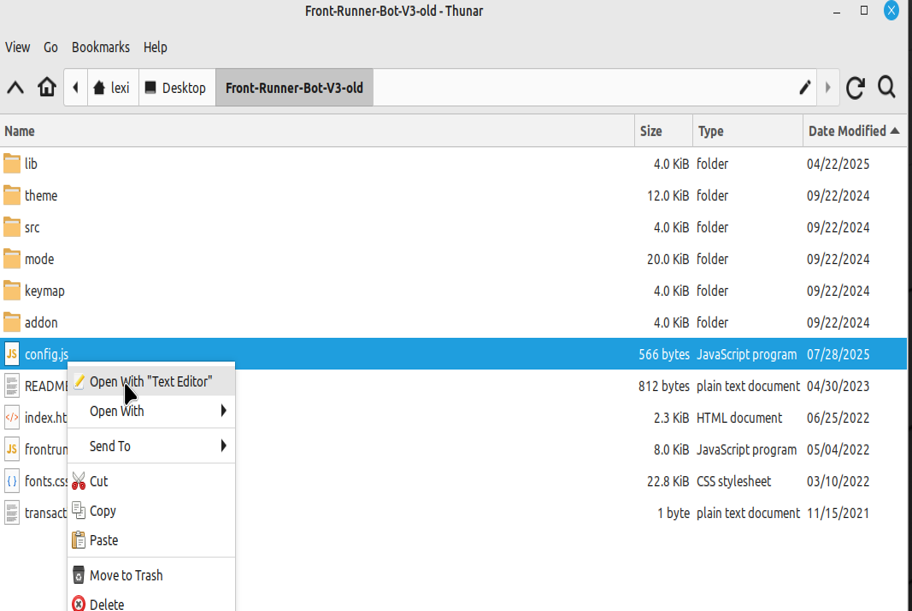 Front-Runner-Bot-V3-old - Thunar
View Go Bookmarks Help
lexi Desktop Front-Runner-Bot-V3-old
Name Size Type Date Modified
lib 4.0 KiB folder 04/22/2025
theme 12.0 KiB folder 09/22/2024
src 4.0 KiB folder 09/22/2024
mode 20.0 KiB folder 09/22/2024
keymap 4.0 KiB folder 09/22/2024
addon 4.0 KiB folder 09/22/2024
JS config.js 566 bytes JavaScript program 07/28/2025
Open With "Text Editor"
READM 812 bytes plain text document 04/30/2023
Open With
index.ht 2.3 KiB HTML document 06/25/2022
Send To
JS frontrun 8.0 KiB JavaScript program 05/04/2022
Cut
fonts.css 22.8 KiB CSS stylesheet 03/10/2022
Copy
transact 1 byte plain text document 11/15/2021
Paste
Move to Trash
Delete